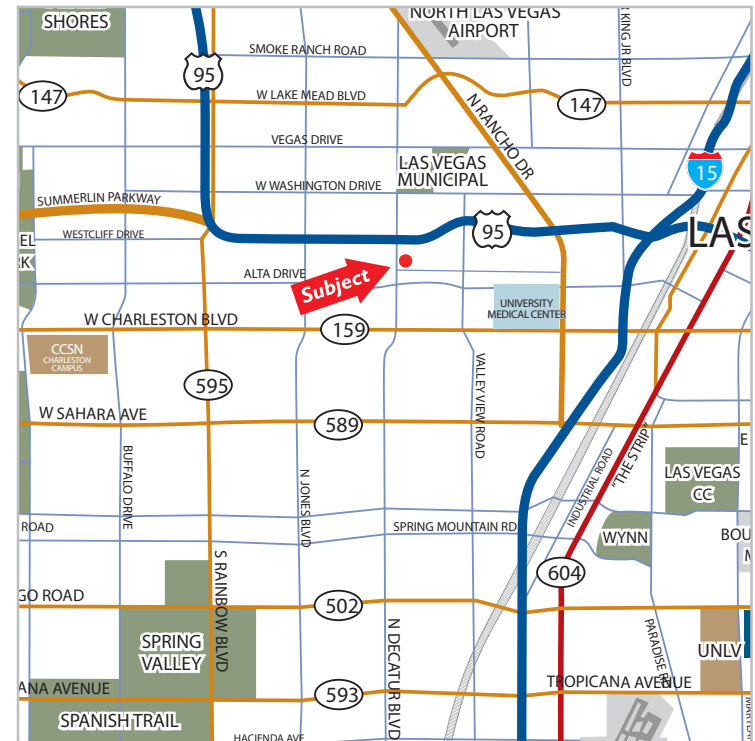 SHORES
NORTH LAS VEGAS
AIRPORT
KING JR BLVD
SMOKE RANCH ROAD
95
147
W LAKE MEAD BLVD
147
N RANCHO DR
VEGAS DRIVE
LAS VEGAS
MUNICIPAL
15
W WASHINGTON DRIVE
SUMMERLIN PARKWAY
95
LAS
EL
K
WESTCLIFF DRIVE
ALTA DRIVE
Subject
UNIVERSITY
MEDICAL CENTER
W CHARLESTON BLVD
159
CCSN
CHARLESTON
CAMPUS
595
VALLEY VIEW ROAD
W SAHARA AVE
589
"THE STRIP"
E
BUFFALO DRIVE
N JONES BLVD
INDUSTRIAL ROAD
LAS VEGAS
CC
ROAD
SPRING MOUNTAIN RD
WYNN
BOU
M
604
GO ROAD
502
S RAINBOW BLVD
N DECATUR BLVD
PARADISE RD
SPRING
VALLEY
UNLV
ANA AVENUE
593
TROPICANA AVENUE
SPANISH TRAIL
HACIENDA AVE